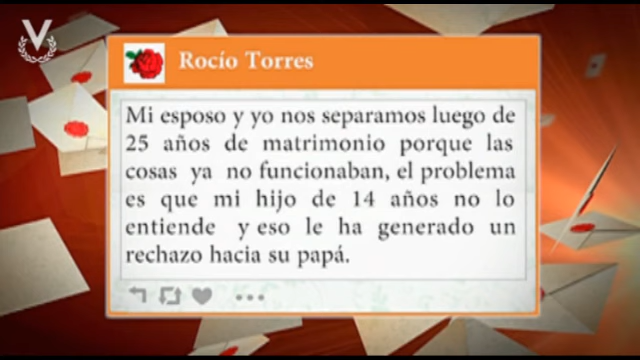 V
Rocío Torres
Mi esposo y yo nos separamos luego de
25 años de matrimonio porque las
cosas ya no funcionaban, el problema
es que mi hijo de 14 años no lo
entiende y eso le ha generado un
rechazo hacia su papá.